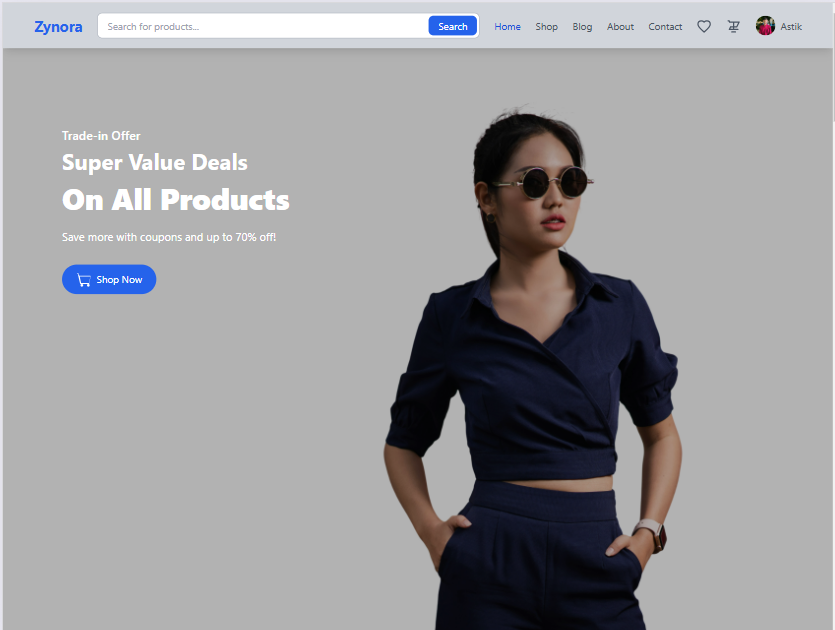 Zynora
Search for products...
Search
Home
Shop
Blog
About
Contact
Astik
Trade-in Offer
Super Value Deals
On All Products
Save more with coupons and up to 70% off!
Shop Now